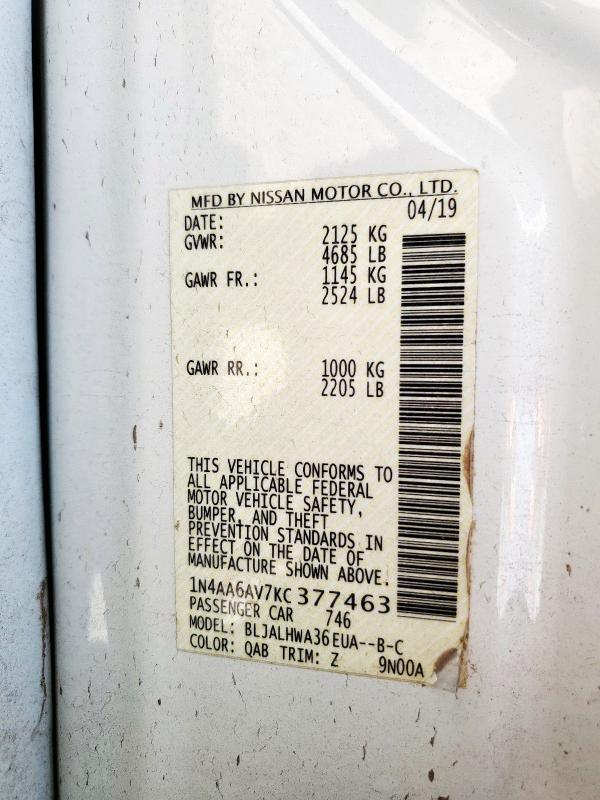 MFD BY NISSAN MOTOR CO., LTD.
DATE: 04/19
GVWR: 2125 KG
4685 LB
GAWR FR.: 1145 KG
2524 LB
GAWR RR.: 1000 KG
2205 LB
THIS VEHICLE CONFORMS TO
ALL APPLICABLE FEDERAL
MOTOR VEHICLE SAFETY,
BUMPER, AND THEFT
PREVENTION STANDARDS IN
EFFECT ON THE DATE OF
MANUFACTURE SHOWN ABOVE.
1N4AA6AV7KC377463
PASSENGER CAR 746
MODEL: BLJALHWA36EUA--B-C
COLOR: QAB TRIM: Z 9N00A